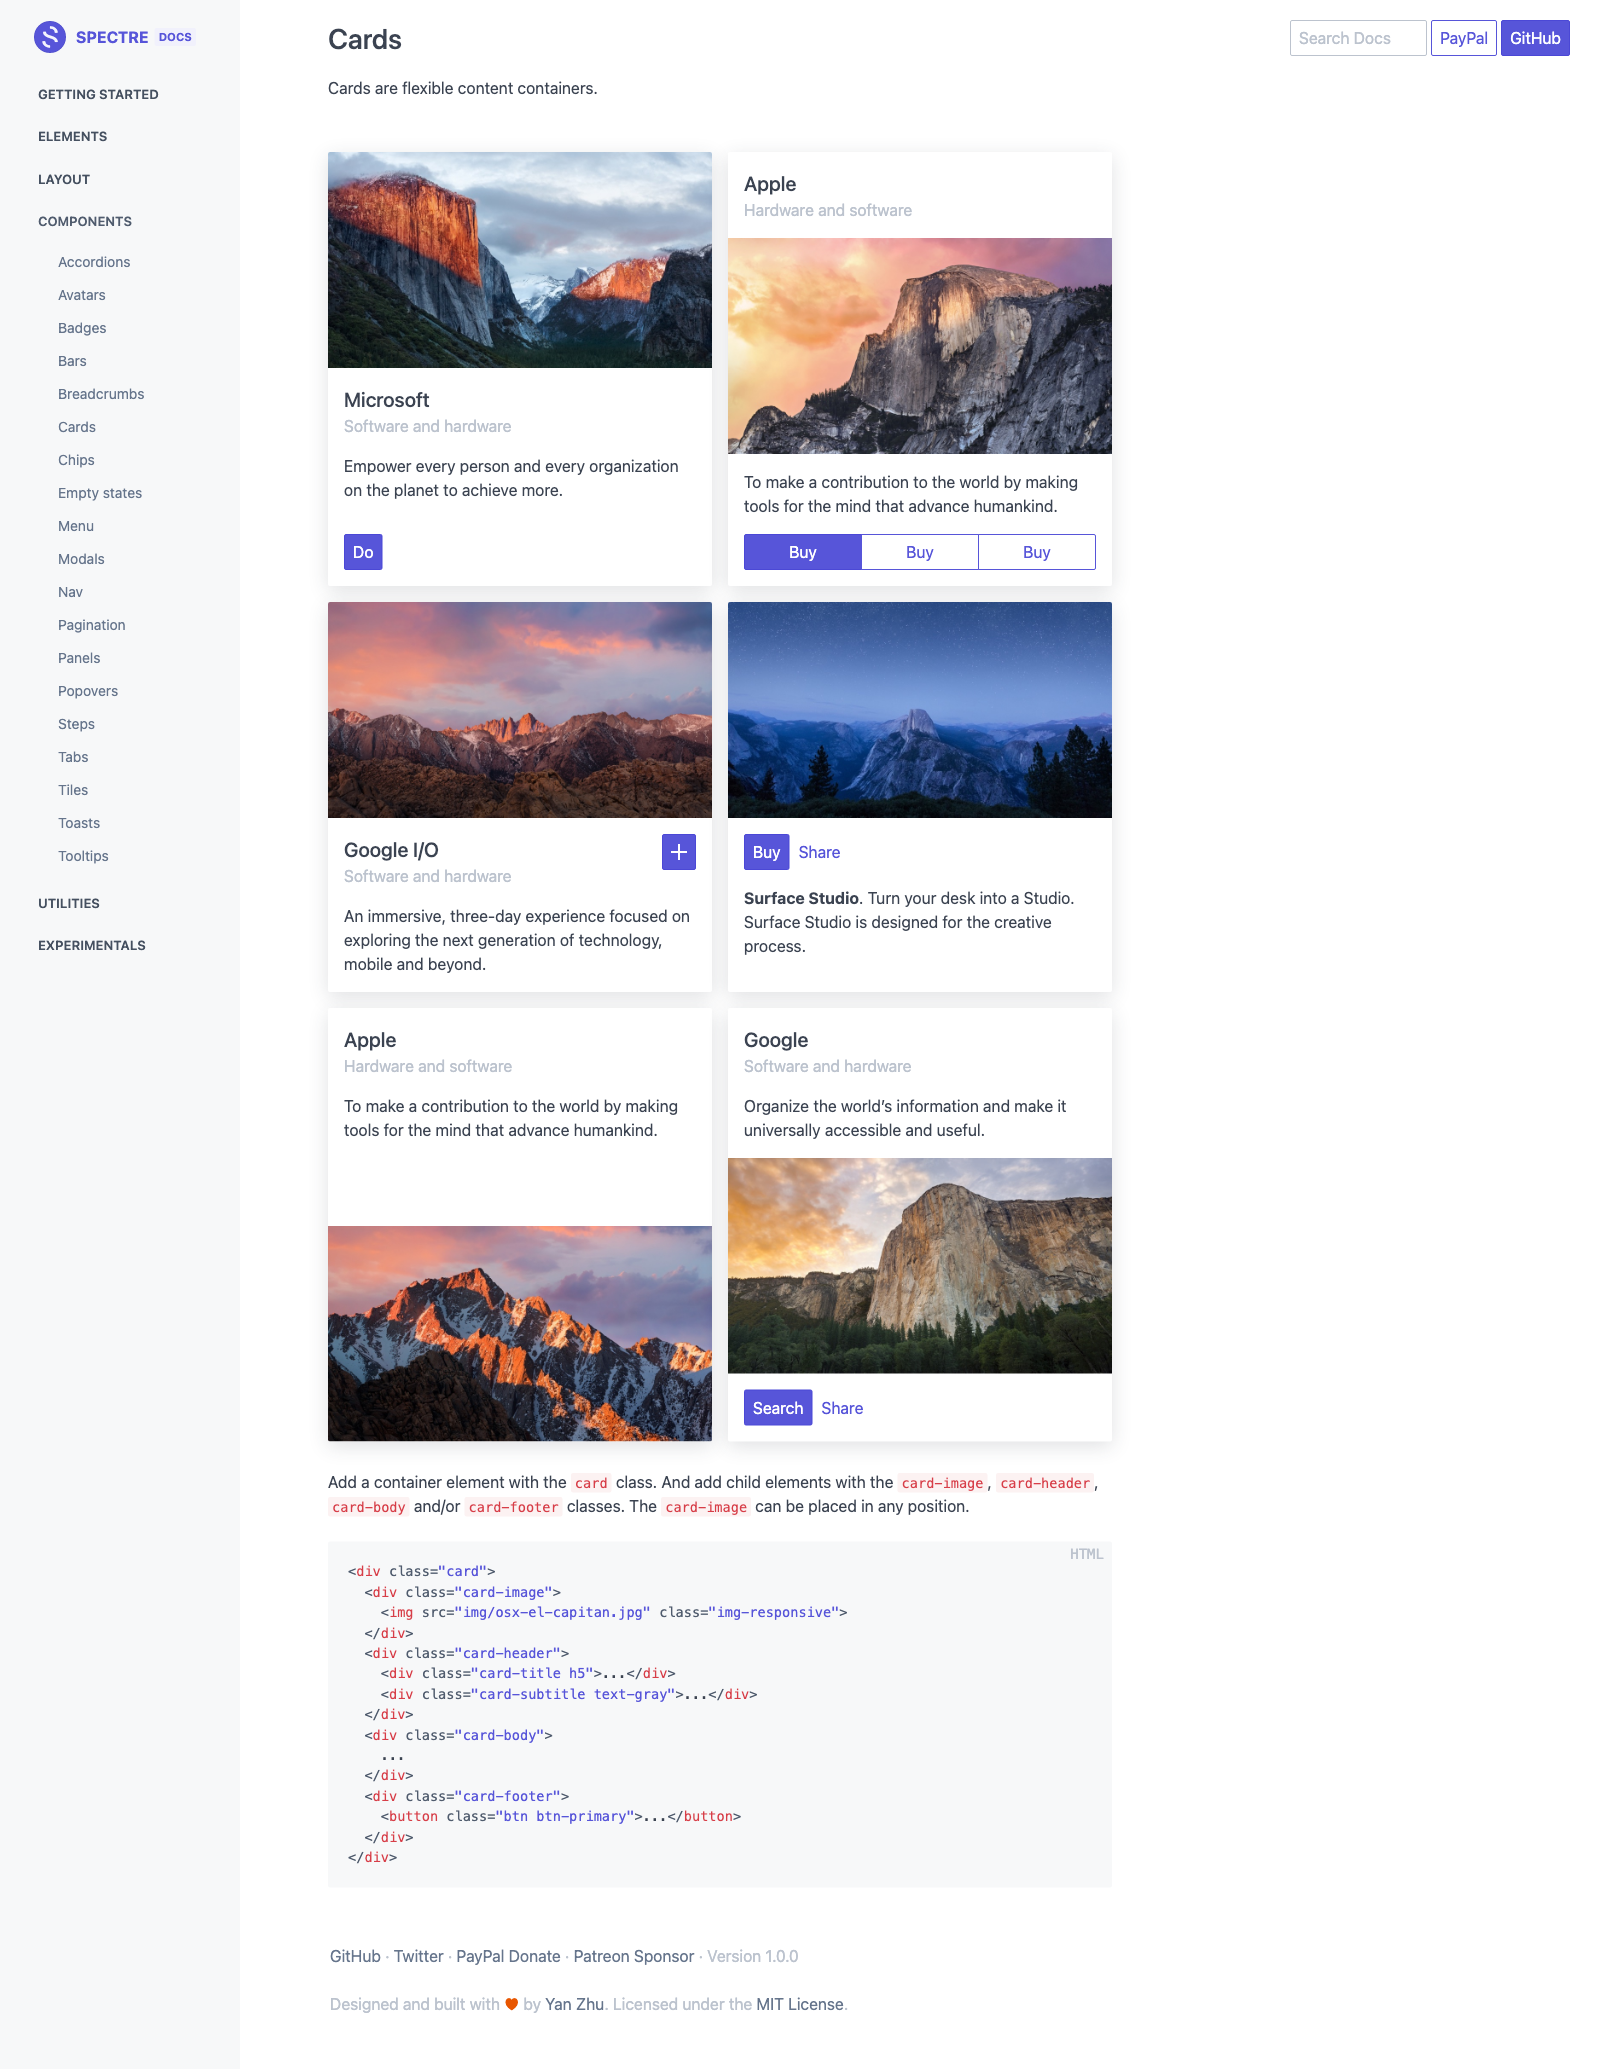 SPECTRE DOCS
GETTING STARTED
ELEMENTS
LAYOUT
COMPONENTS
Accordions
Avatars
Badges
Bars
Breadcrumbs
Cards
Chips
Empty states
Menu
Modals
Nav
Pagination
Panels
Popovers
Steps
Tabs
Tiles
Toasts
Tooltips
UTILITIES
EXPERIMENTALS
Search Docs PayPal GitHub
Cards
Cards are flexible content containers.
Microsoft
Software and hardware
Empower every person and every organization
on the planet to achieve more.
Do
Apple
Hardware and software
To make a contribution to the world by making
tools for the mind that advance humankind.
Buy Buy Buy
Google I/O
Software and hardware
An immersive, three-day experience focused on
exploring the next generation of technology,
mobile and beyond.
Buy Share
Surface Studio. Turn your desk into a Studio.
Surface Studio is designed for the creative
process.
Apple
Hardware and software
To make a contribution to the world by making
tools for the mind that advance humankind.
Google
Software and hardware
Organize the world’s information and make it
universally accessible and useful.
Search Share
Add a container element with the card class. And add child elements with the card-image, card-header,
card-body and/or card-footer classes. The card-image can be placed in any position.
HTML
<div class="card">
  <div class="card-image">
    <img src="img/osx-el-capitan.jpg" class="img-responsive">
  </div>
  <div class="card-header">
    <div class="card-title h5">...</div>
    <div class="card-subtitle text-gray">...</div>
  </div>
  <div class="card-body">
    ...
  </div>
  <div class="card-footer">
    <button class="btn btn-primary">...</button>
  </div>
</div>
GitHub · Twitter · PayPal Donate · Patreon Sponsor · Version 1.0.0
Designed and built with ♥ by Yan Zhu. Licensed under the MIT License.